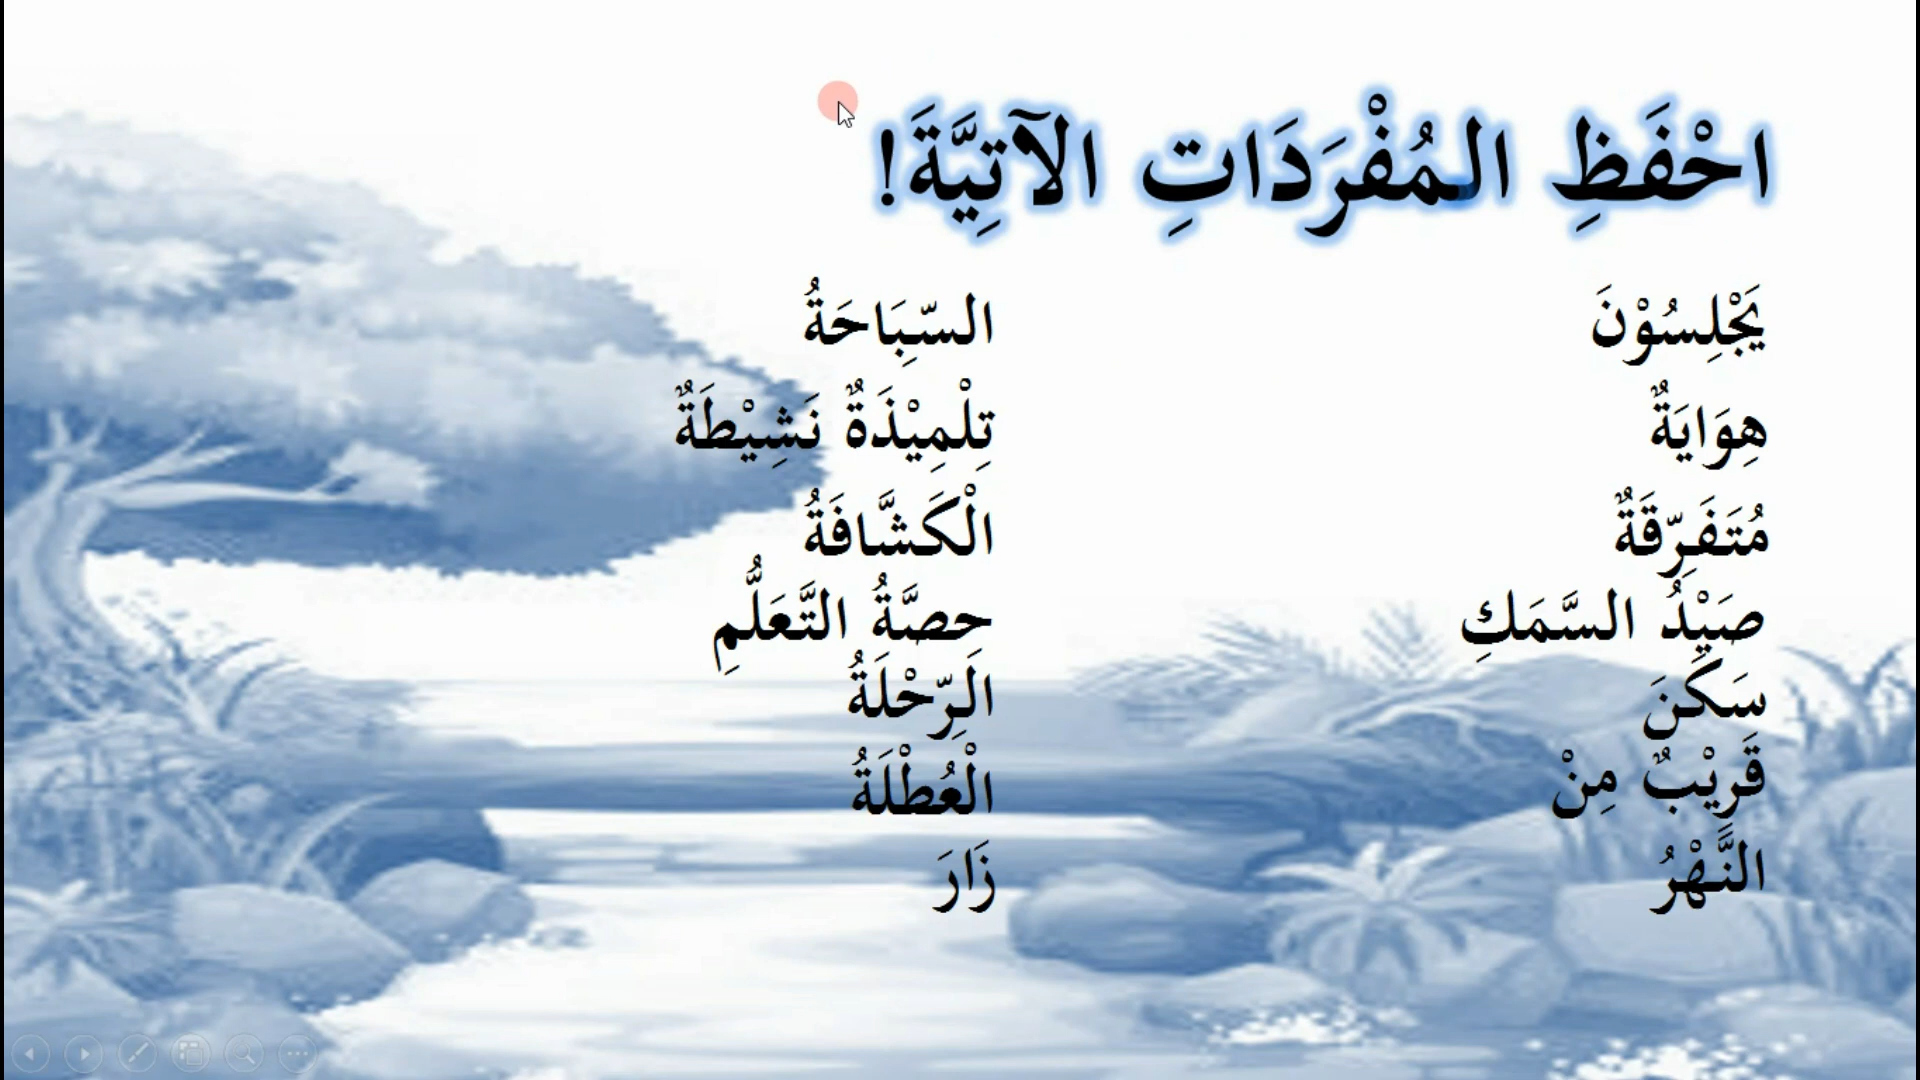 احْفَظِ المُفْرَدَاتِ الآتِيَّةَ!
يَجْلِسُوْنَ
هِوَايَةٌ
مُتَفَرِّقَةٌ
صَيْدُ السَّمَكِ
سَكَنَ
قَرِيْبٌ مِنْ
النَّهْرُ
السِّبَاحَةُ
تِلْمِيْذَةٌ نَشِيْطَةٌ
الْكَشَّافَةُ
حِصَّةُ التَّعَلُّمِ
الرِّحْلَةُ
الْعُطْلَةُ
زَارَ